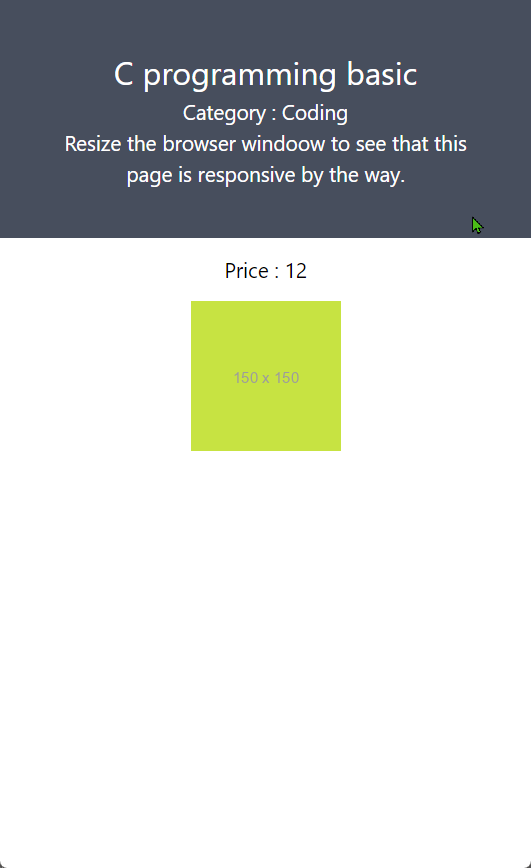 C programming basic
Category : Coding
Resize the browser windoow to see that this
page is responsive by the way.
Price : 12
150 x 150